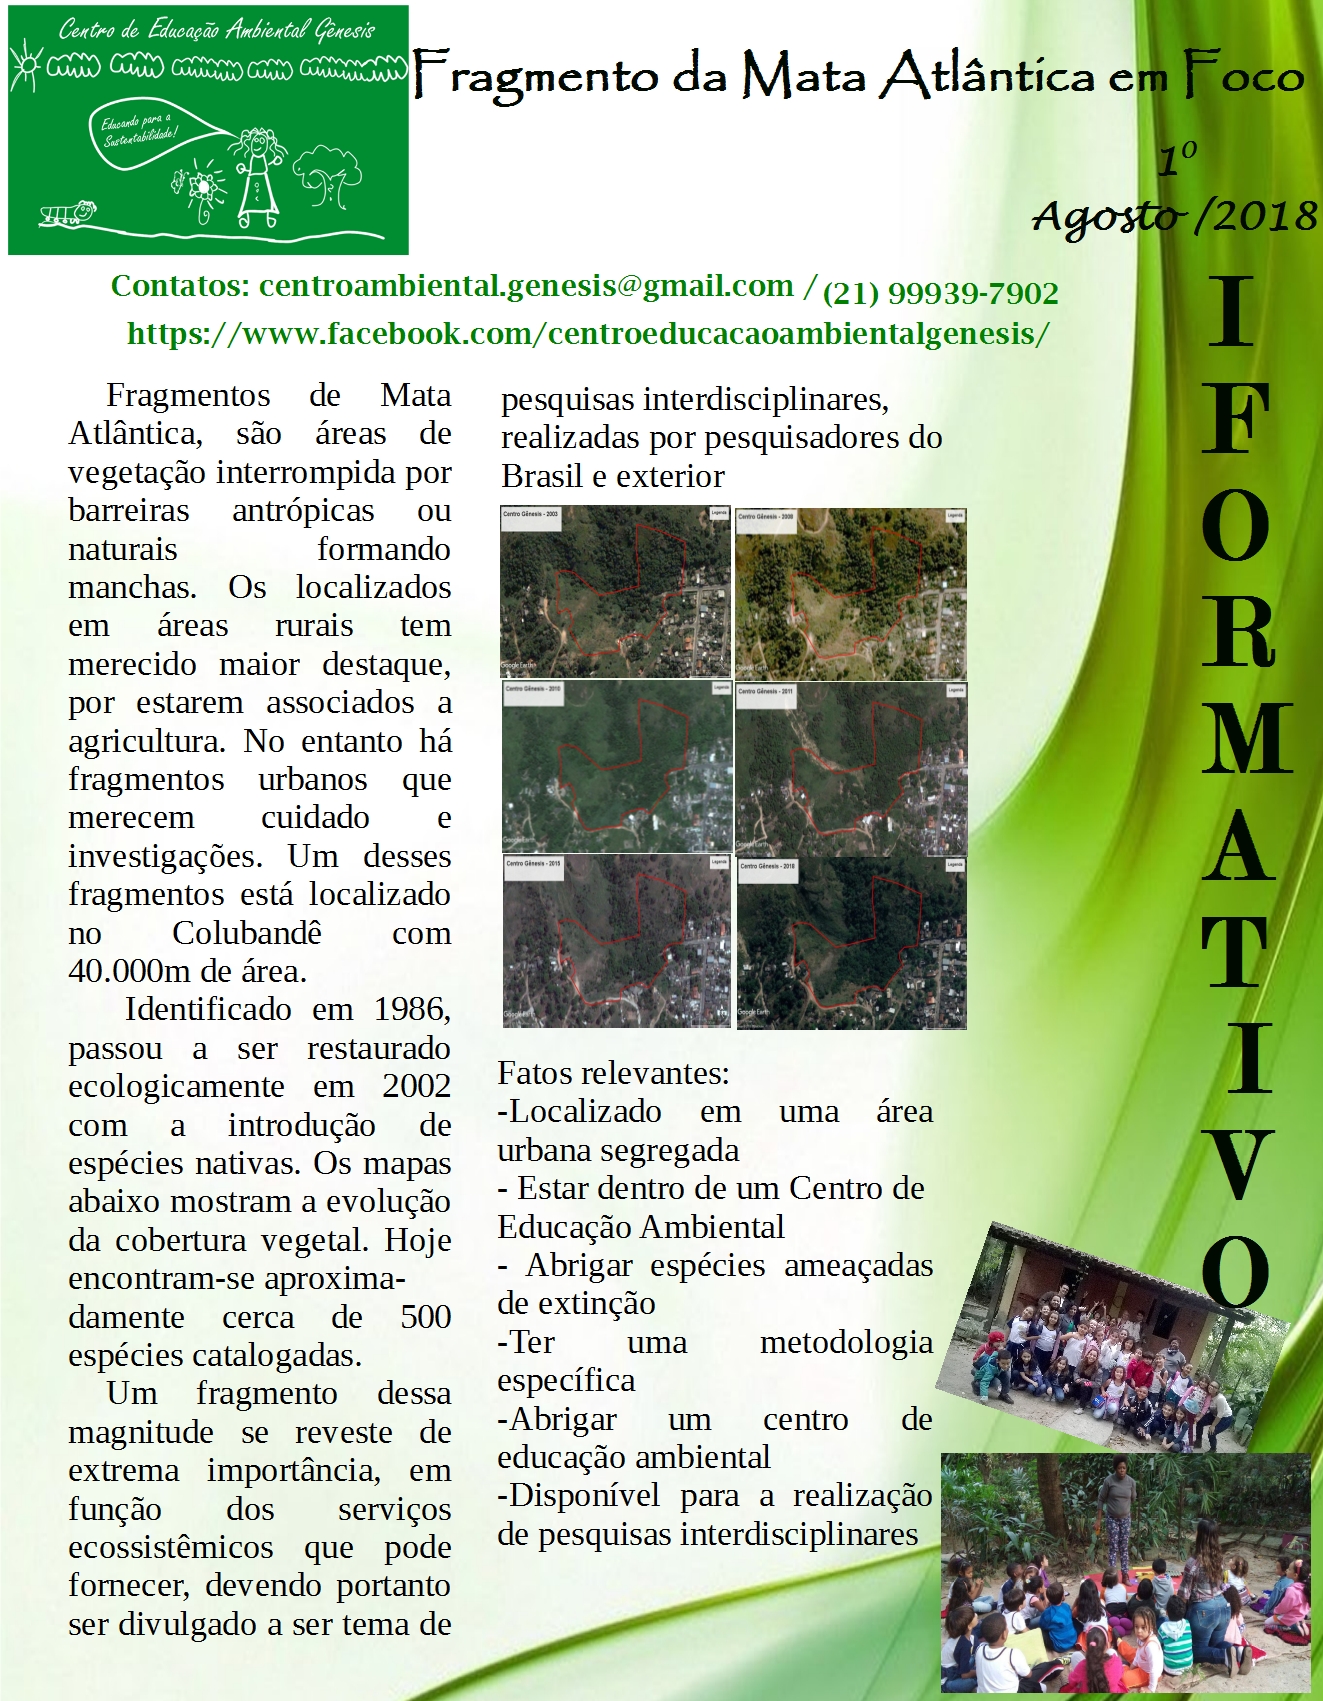 Centro de Educação Ambiental Gênesis
Educando para a
Sustentabilidade!
Fragmento da Mata Atlântica em Foco
1º
Agosto /2018
Contatos: centroambiental.genesis@gmail.com / (21) 99939-7902
https://www.facebook.com/centroeducacaoambientalgenesis/
I
F
O
R
M
A
T
I
V
O
Fragmentos de Mata
Atlântica, são áreas de
vegetação interrompida por
barreiras antrópicas ou
naturais formando
manchas. Os localizados
em áreas rurais tem
merecido maior destaque,
por estarem associados a
agricultura. No entanto há
fragmentos urbanos que
merecem cuidado e
investigações. Um desses
fragmentos está localizado
no Colubandê com
40.000m de área.
Identificado em 1986,
passou a ser restaurado
ecologicamente em 2002
com a introdução de
espécies nativas. Os mapas
abaixo mostram a evolução
da cobertura vegetal. Hoje
encontram-se aproxima-
damente cerca de 500
espécies catalogadas.
Um fragmento dessa
magnitude se reveste de
extrema importância, em
função dos serviços
ecossistêmicos que pode
fornecer, devendo portanto
ser divulgado a ser tema de
pesquisas interdisciplinares,
realizadas por pesquisadores do
Brasil e exterior
Centro Gênesis - 2003
Legenda
Google Earth
Centro Gênesis - 2008
Legenda
Google Earth
Centro Gênesis - 2010
Legenda
Google Earth
Centro Gênesis - 2011
Legenda
Google Earth
Centro Gênesis - 2015
Legenda
Google Earth
Centro Gênesis - 2018
Legenda
Google Earth
Fatos relevantes:
-Localizado em uma área
urbana segregada
- Estar dentro de um Centro de
Educação Ambiental
- Abrigar espécies ameaçadas
de extinção
-Ter uma metodologia
específica
-Abrigar um centro de
educação ambiental
-Disponível para a realização
de pesquisas interdisciplinares